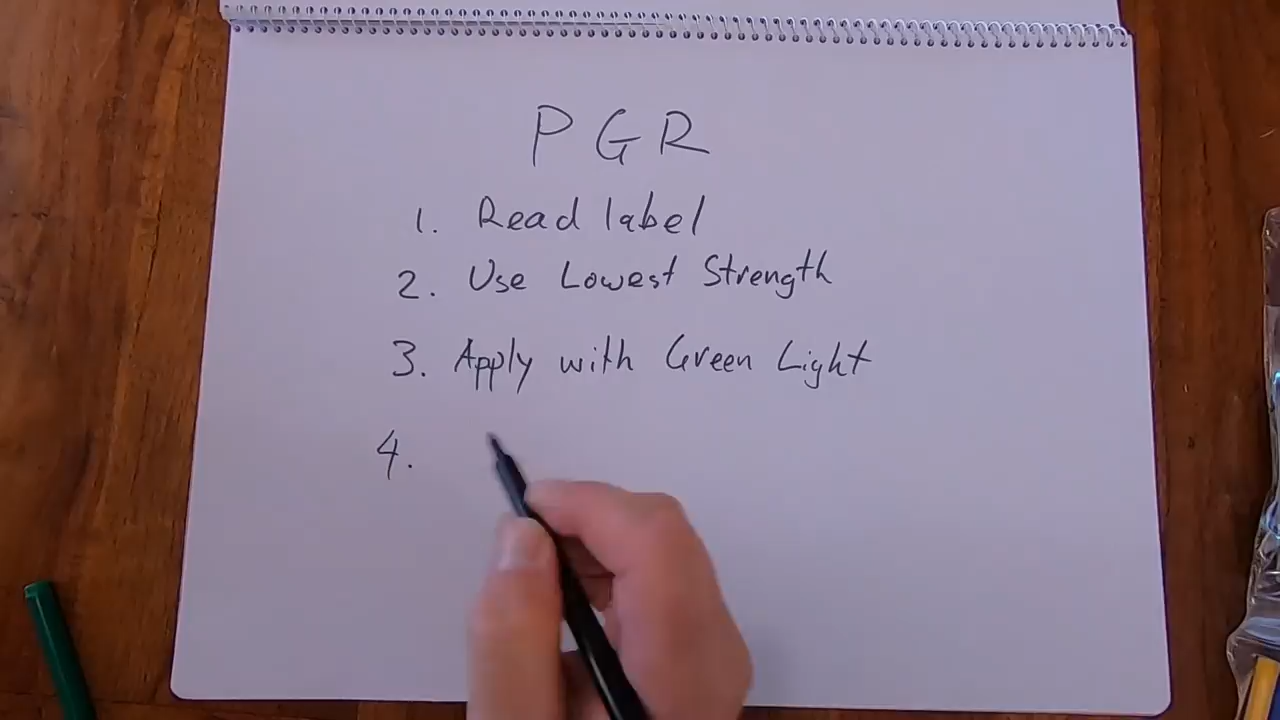 PGR
1. Read label
2. Use Lowest Strength
3. Apply with Green Light
4.